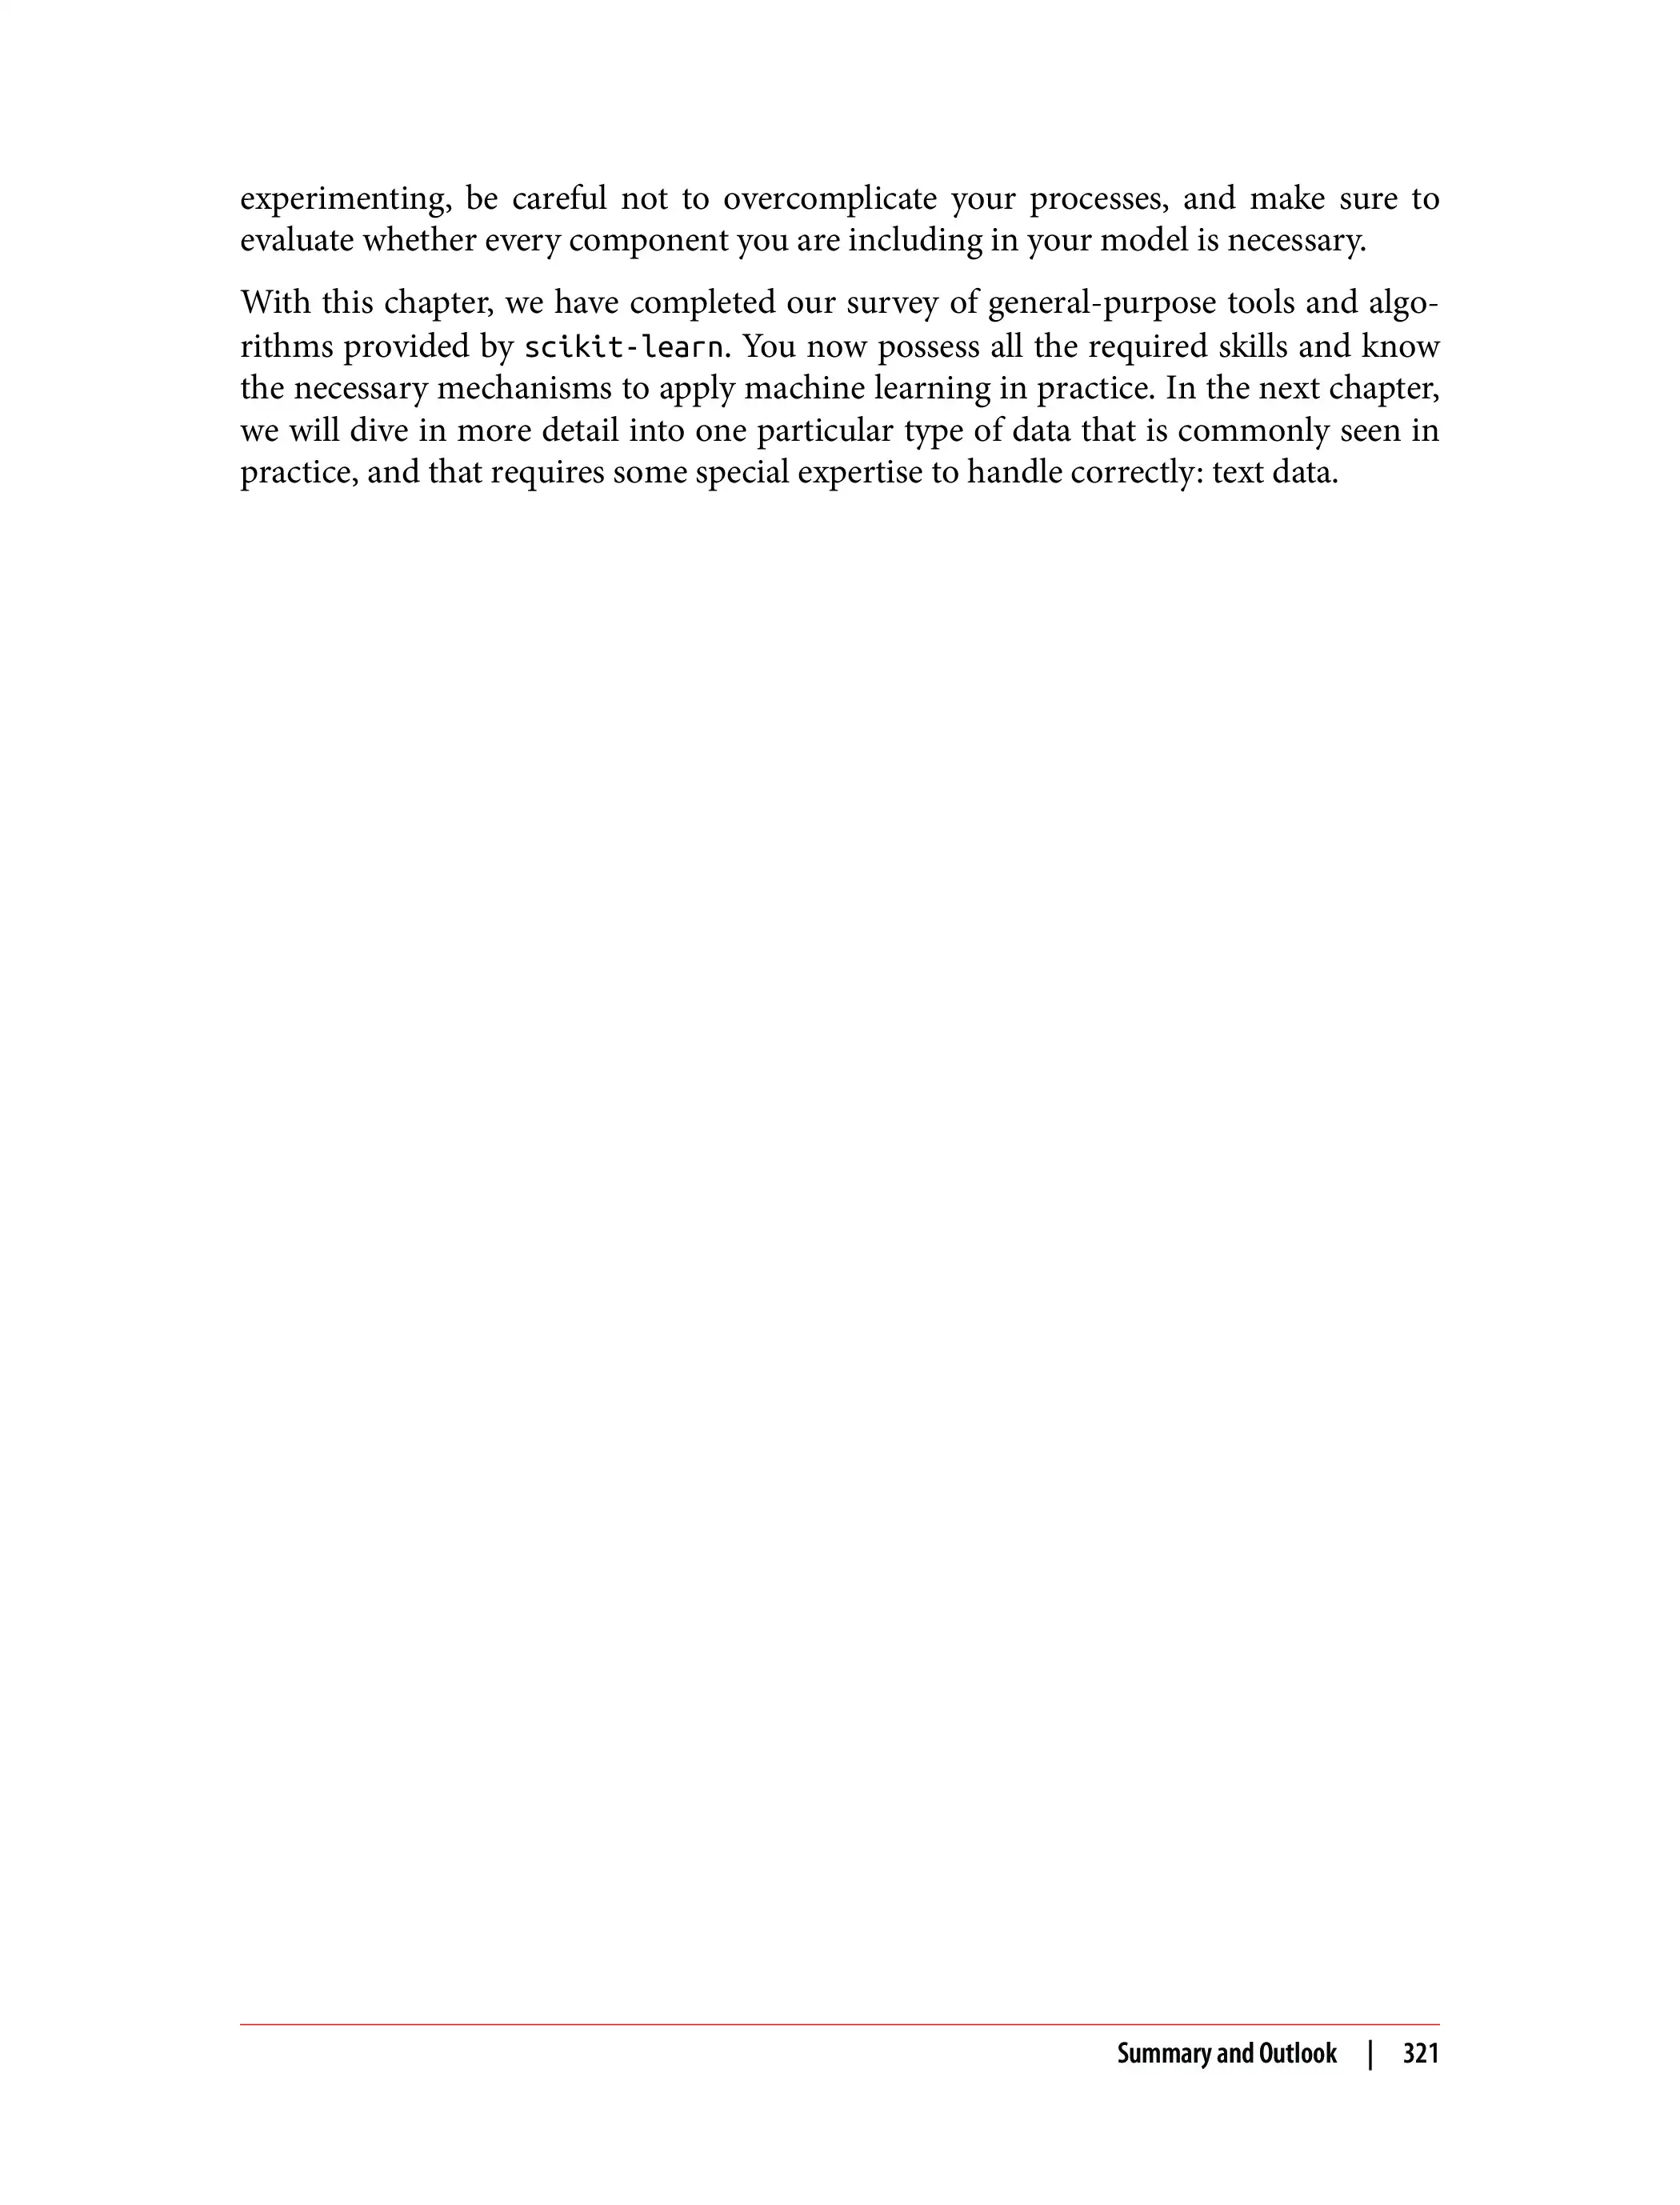 experimenting, be careful not to overcomplicate your processes, and make sure to
evaluate whether every component you are including in your model is necessary.
With this chapter, we have completed our survey of general-purpose tools and algo-
rithms provided by scikit-learn. You now possess all the required skills and know
the necessary mechanisms to apply machine learning in practice. In the next chapter,
we will dive in more detail into one particular type of data that is commonly seen in
practice, and that requires some special expertise to handle correctly: text data.
Summary and Outlook | 321